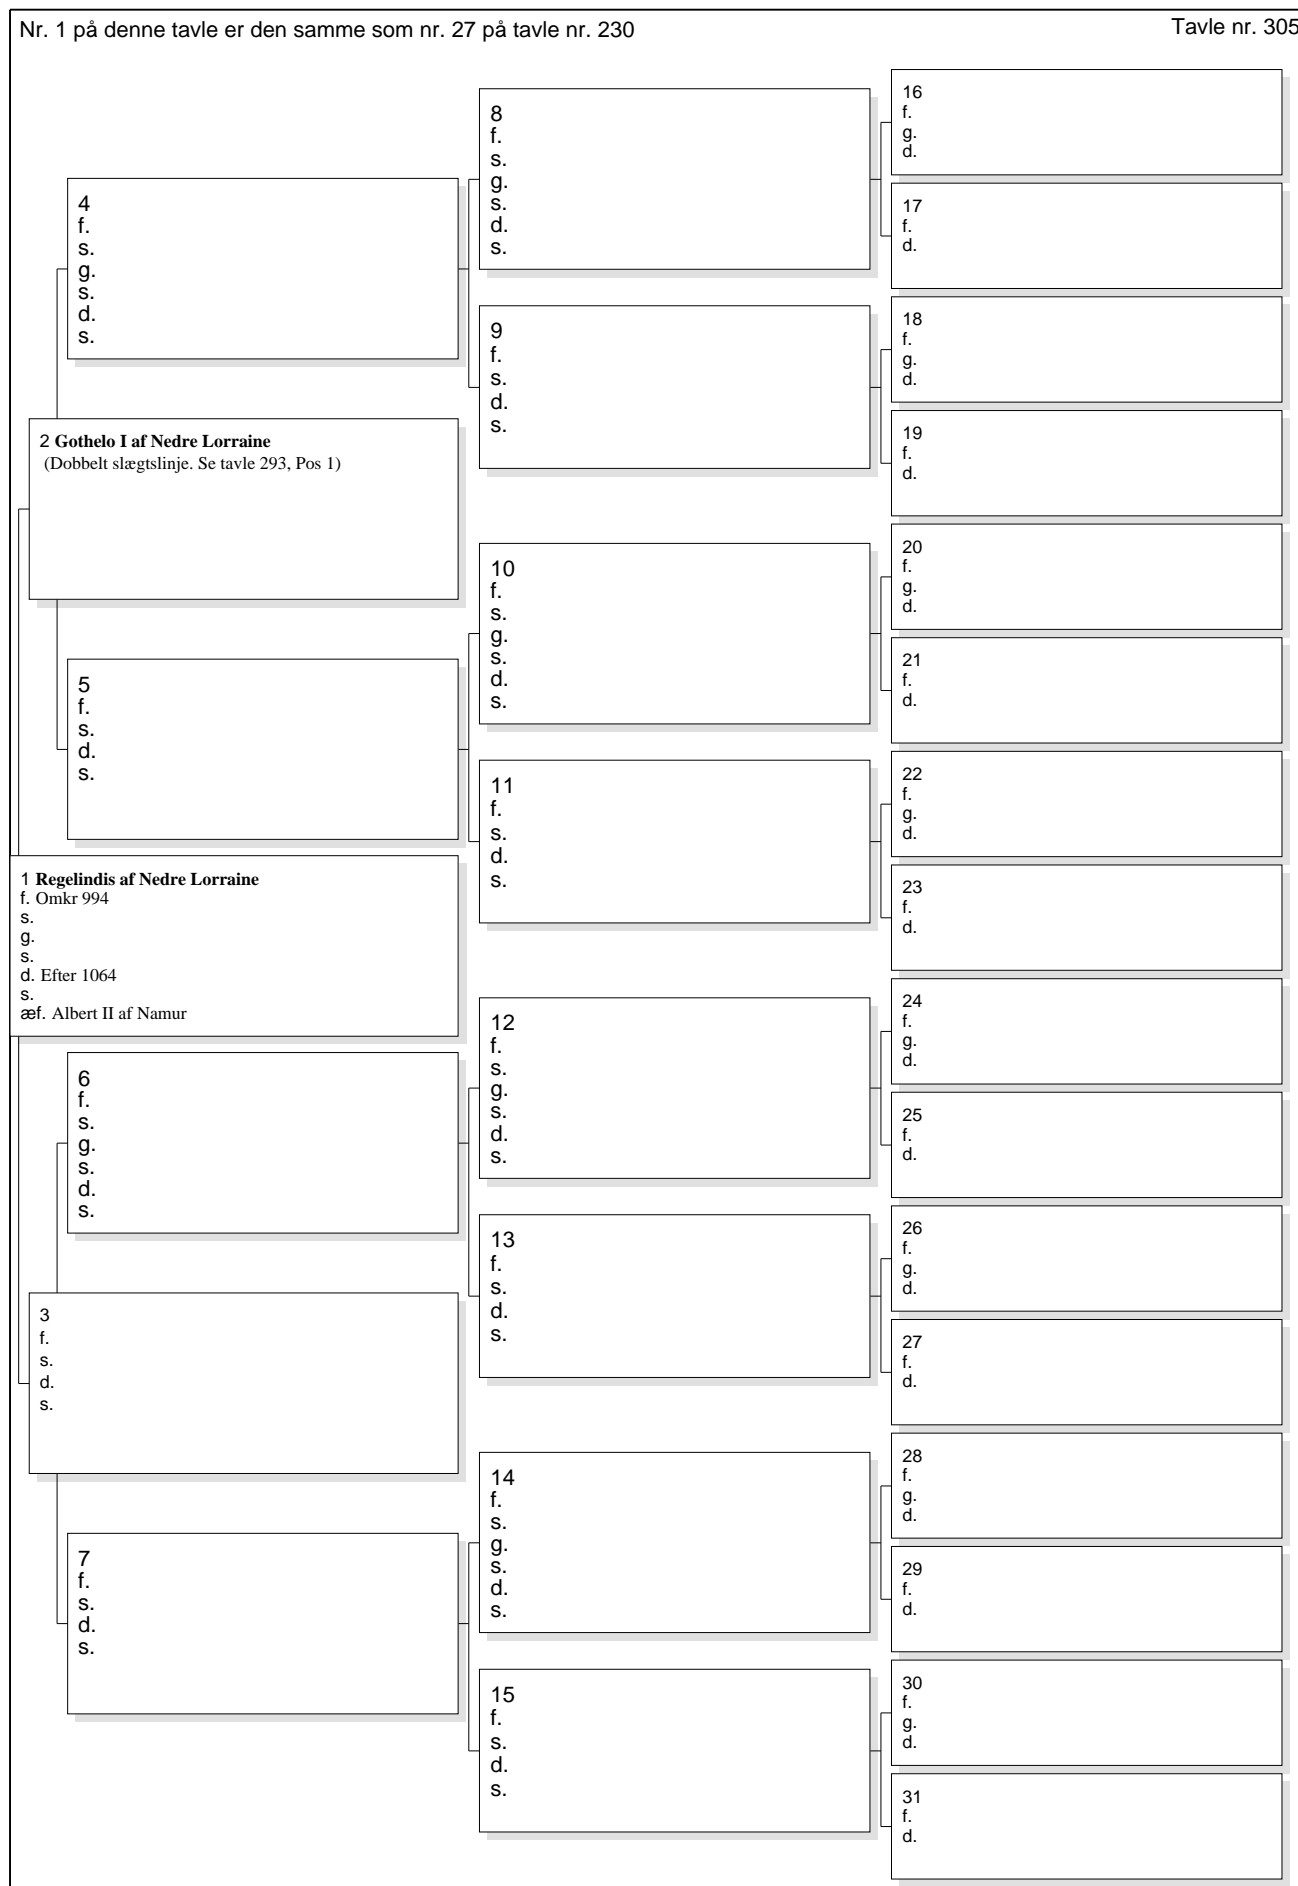 Nr. 1 på denne tavle er den samme som nr. 27 på tavle nr. 230
Tavle nr. 305
16
f.
g.
d.
8
f.
s.
g.
s.
d.
s.
17
f.
d.
4
f.
s.
g.
s.
d.
s.
18
f.
g.
d.
9
f.
s.
d.
s.
19
f.
d.
2 Gothelo I af Nedre Lorraine
(Dobbelt slægtslinje. Se tavle 293, Pos 1)
20
f.
g.
d.
10
f.
s.
g.
s.
d.
s.
21
f.
d.
5
f.
s.
d.
s.
22
f.
g.
d.
11
f.
s.
d.
s.
23
f.
d.
1 Regelindis af Nedre Lorraine
f. Omkr 994
s.
g.
s.
d. Efter 1064
s.
æf. Albert II af Namur
24
f.
g.
d.
12
f.
s.
g.
s.
d.
s.
25
f.
d.
6
f.
s.
g.
s.
d.
s.
26
f.
g.
d.
13
f.
s.
d.
s.
27
f.
d.
3
f.
s.
d.
s.
28
f.
g.
d.
14
f.
s.
g.
s.
d.
s.
29
f.
d.
7
f.
s.
d.
s.
30
f.
g.
d.
15
f.
s.
d.
s.
31
f.
d.